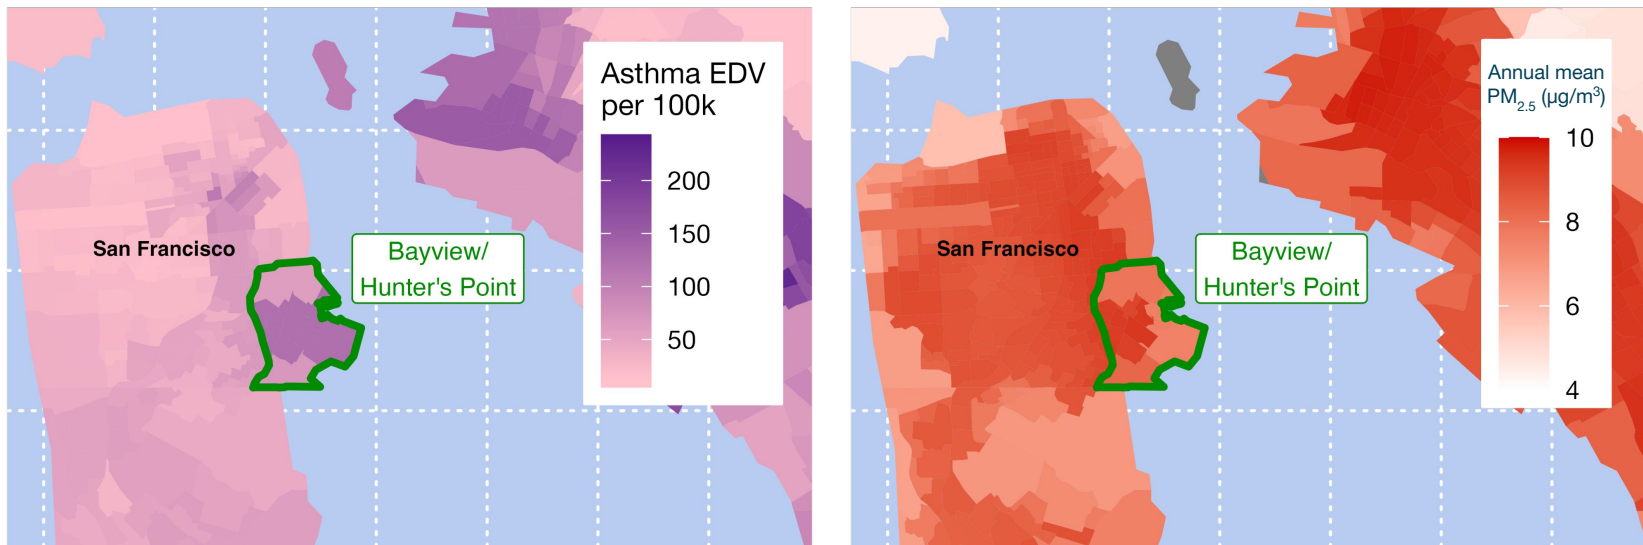 Asthma EDV
per 100k
200
150
100
50
San Francisco
Bayview/
Hunter's Point
Annual mean
PM2.5 (µg/m³)
10
8
6
4
San Francisco
Bayview/
Hunter's Point